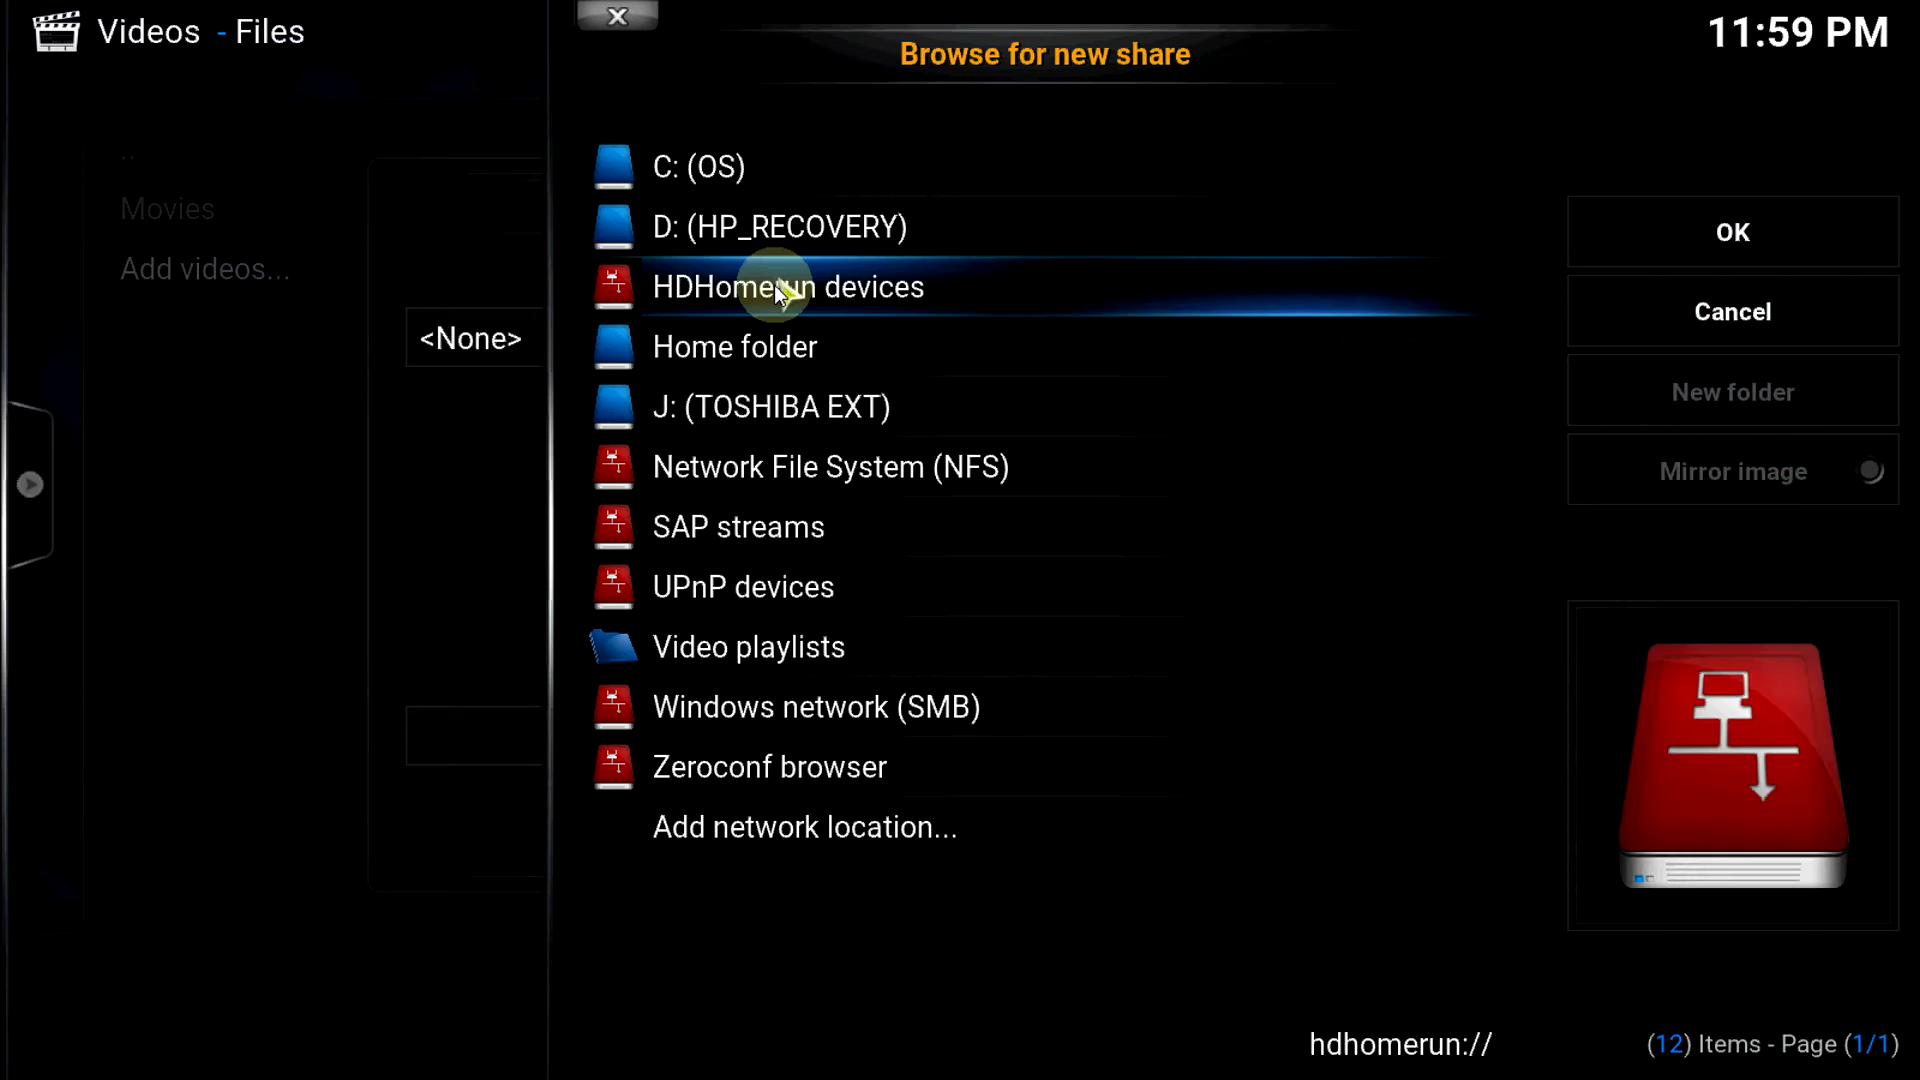 Videos - Files
11:59 PM
Browse for new share
..
Movies
Add videos...
<None>
C: (OS)
D: (HP_RECOVERY)
HDHomerun devices
Home folder
J: (TOSHIBA EXT)
Network File System (NFS)
SAP streams
UPnP devices
Video playlists
Windows network (SMB)
Zeroconf browser
Add network location...
OK
Cancel
New folder
Mirror image
hdhomerun://
(12) Items - Page (1/1)